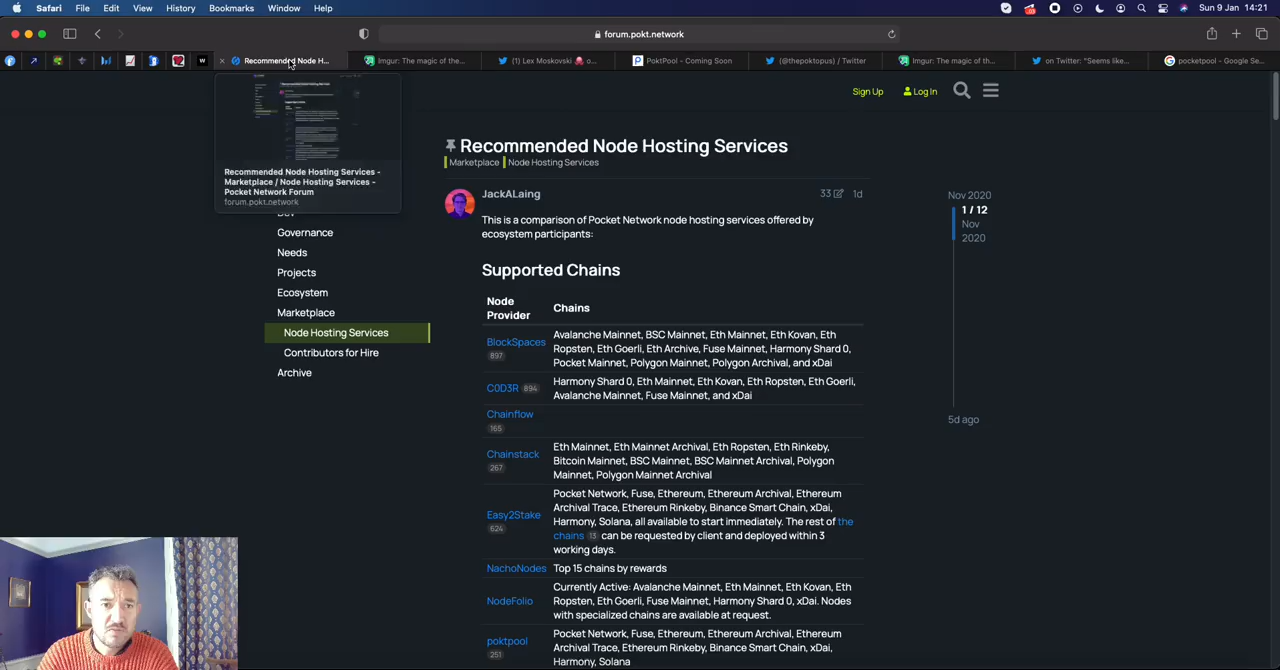 Safari File Edit View History Bookmarks Window Help
Sun 9 Jan 14:21
forum.pokt.network
Recommended Node H...
Imgur: The magic of the...
(1) Lex Moskovski 🐙 o...
PoktPool - Coming Soon
(@thepoktopus) / Twitter
Imgur: The magic of th...
on Twitter: "Seems like...
pocketpool - Google Se...
Recommended Node Hosting Services -
Marketplace / Node Hosting Services -
Pocket Network Forum
forum.pokt.network
Sign Up
Log In
Dev
Governance
Needs
Projects
Ecosystem
Marketplace
Node Hosting Services
Contributors for Hire
Archive
Recommended Node Hosting Services
Marketplace Node Hosting Services
JackALaing
33
1d
This is a comparison of Pocket Network node hosting services offered by
ecosystem participants:
Supported Chains
Node
Provider
Chains
BlockSpaces
897
Avalanche Mainnet, BSC Mainnet, Eth Mainnet, Eth Kovan, Eth
Ropsten, Eth Goerli, Eth Archive, Fuse Mainnet, Harmony Shard 0,
Pocket Mainnet, Polygon Mainnet, Polygon Archival, and xDai
C0D3R 894
Harmony Shard 0, Eth Mainnet, Eth Kovan, Eth Ropsten, Eth Goerli,
Avalanche Mainnet, Fuse Mainnet, and xDai
Chainflow
165
Chainstack
267
Eth Mainnet, Eth Mainnet Archival, Eth Ropsten, Eth Rinkeby,
Bitcoin Mainnet, BSC Mainnet, BSC Mainnet Archival, Polygon
Mainnet, Polygon Mainnet Archival
Easy2Stake
624
Pocket Network, Fuse, Ethereum, Ethereum Archival, Ethereum
Archival Trace, Ethereum Rinkeby, Binance Smart Chain, xDai,
Harmony, Solana, all available to start immediately. The rest of the
chains 13 can be requested by client and deployed within 3
working days.
NachoNodes
Top 15 chains by rewards
NodeFolio
Currently Active: Avalanche Mainnet, Eth Mainnet, Eth Kovan, Eth
Ropsten, Eth Goerli, Fuse Mainnet, Harmony Shard 0, xDai. Nodes
with specialized chains are available at request.
poktpool
251
Pocket Network, Fuse, Ethereum, Ethereum Archival, Ethereum
Archival Trace, Ethereum Rinkeby, Binance Smart Chain, xDai,
Harmony, Solana
Nov 2020
1 / 12
Nov
2020
5d ago